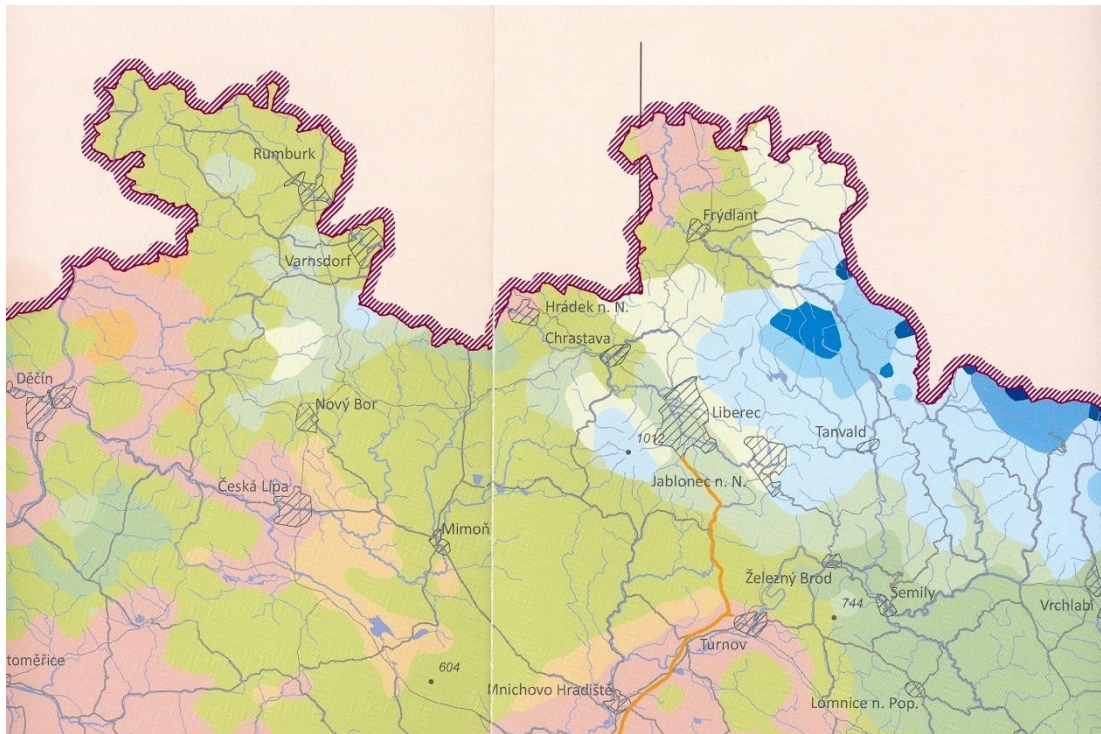 Rumburk
Varnsdorf
Frýdlant
Hrádek n. N.
Chrastava
Děčín
Nový Bor
Liberec
1012
Tanvald
Jablonec n. N.
Česká Lípa
Mimoň
Železný Brod
Semily
744
Vrchlabí
Turnov
toměřice
604
Mnichovo Hradiště
Lomnice n. Pop.